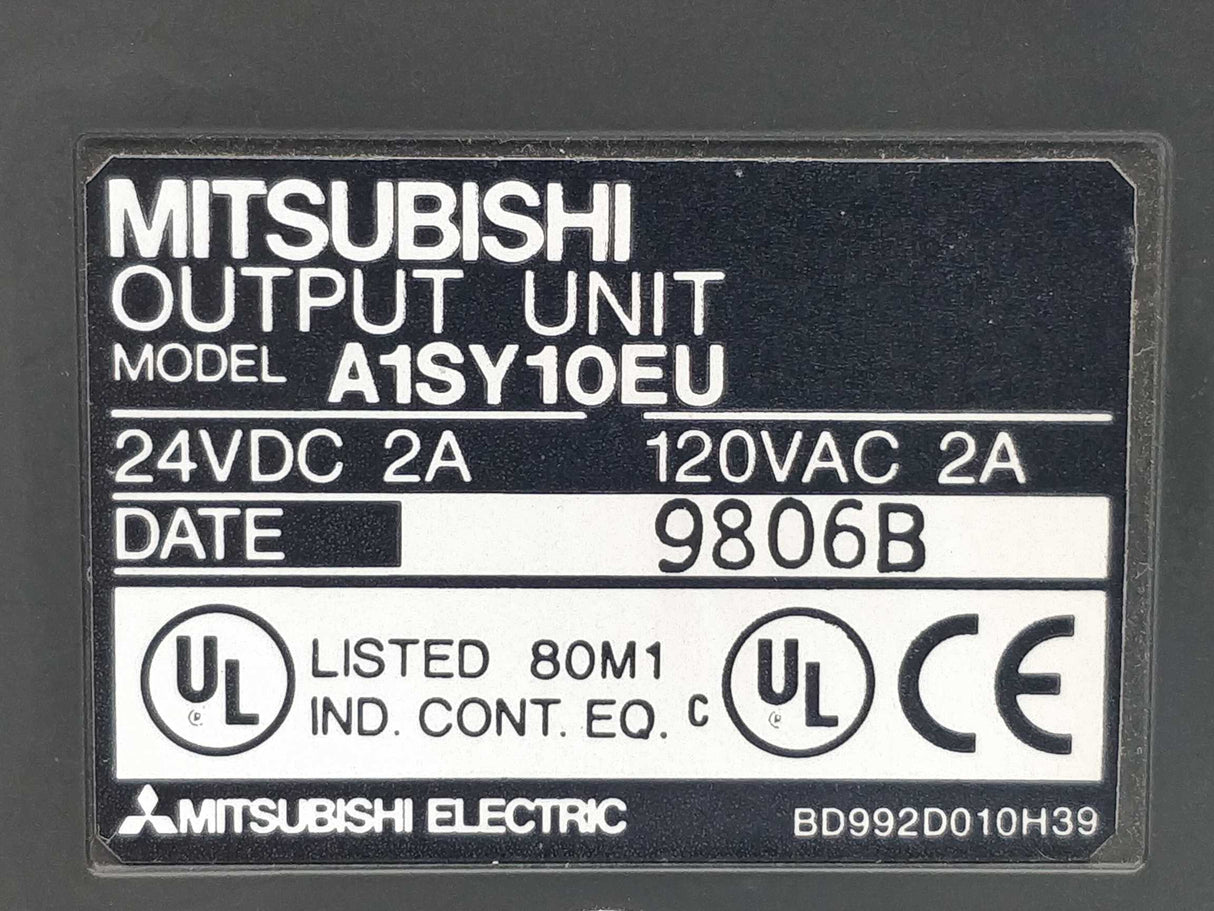 MITSUBISHI
OUTPUT UNIT
MODEL A1SY10EU
24VDC 2A 120VAC 2A
DATE 9806B
UL ® LISTED 80M1
IND. CONT. EQ. C UL ® CE
MITSUBISHI ELECTRIC BD992D010H39